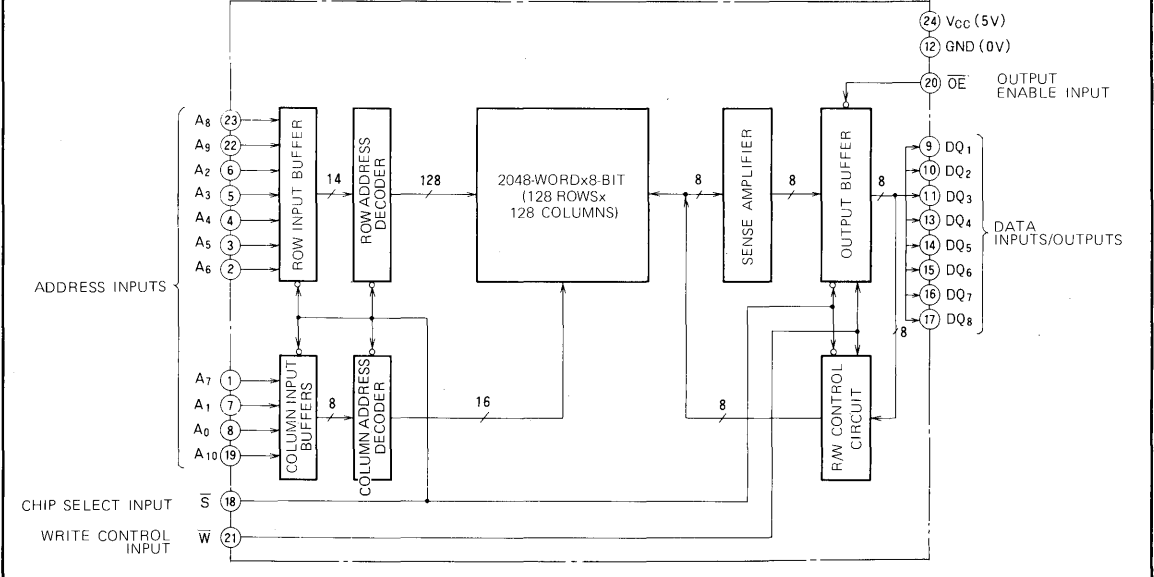 24 VCC (5V)
12 GND (0V)
20 O̅E̅ OUTPUT
ENABLE INPUT
A8 23
A9 22
A2 6
A3 5
A4 4
A5 3
A6 2
ADDRESS INPUTS
A7 1
A1 7
A0 8
A10 19
ROW INPUT BUFFER
14
ROW ADDRESS
DECODER
128
2048-WORDx8-BIT
(128 ROWSx
128 COLUMNS)
8
SENSE AMPLIFIER
8
OUTPUT BUFFER
8
9 DQ1
10 DQ2
11 DQ3
13 DQ4
14 DQ5
15 DQ6
16 DQ7
17 DQ8
DATA
INPUTS/OUTPUTS
8
COLUMN INPUT
BUFFERS
8
COLUMN ADDRESS
DECODER
16
8
R/W CONTROL
CIRCUIT
CHIP SELECT INPUT S̅ 18
WRITE CONTROL
INPUT
W̅ 21